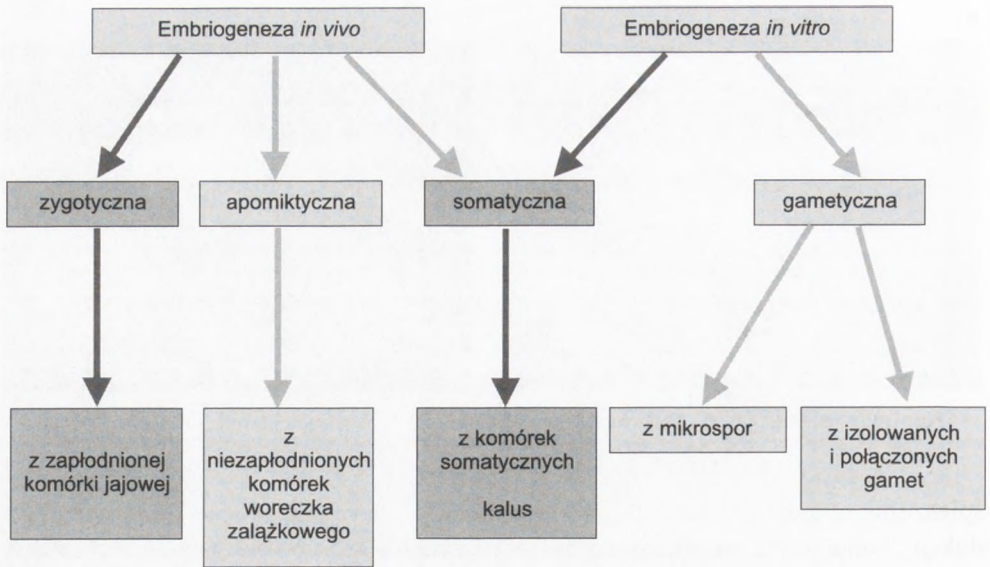 Embriogeneza in vivo
Embriogeneza in vitro
zygotyczna
apomiktyczna
somatyczna
gametyczna
z zapłodnionej
komórki jajowej
z
niezapłodnionych
komórek
woreczka
zalążkowego
z komórek
somatycznych
kalus
z mikrospor
z izolowanych
i połączonych
gamet